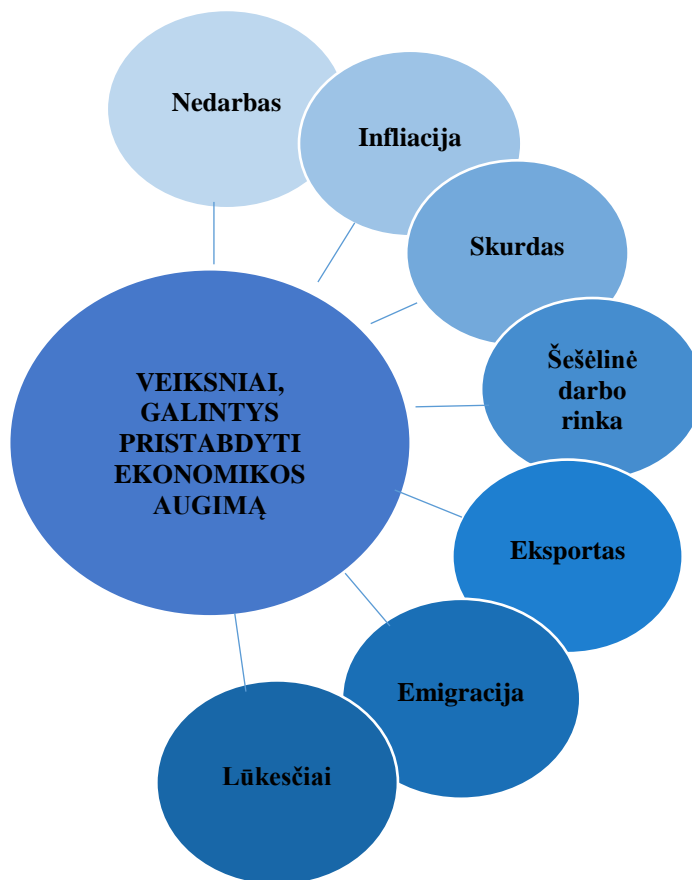 Nedarbas
Infliacija
Skurdas
Šešėlinė
darbo
rinka
VEIKSNIAI,
GALINTYS
PRISTABDYTI
EKONOMIKOS
AUGIMĄ
Eksportas
Emigracija
Lūkesčiai